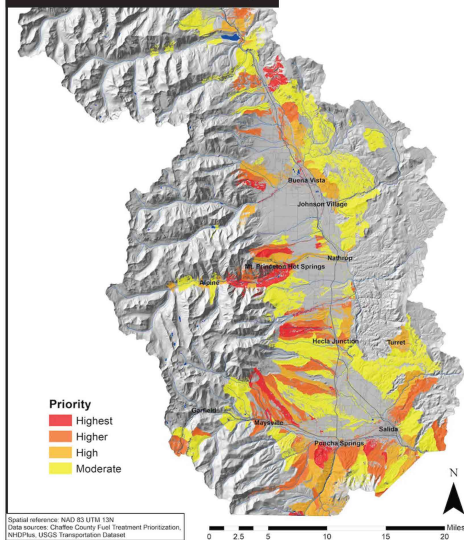 Buena Vista
Johnson Village
Nathrop
Mt. Princeton Hot Springs
Alpine
Hecla Junction
Turret
Garfield
Maysville
Salida
Poncha Springs
Priority
Highest
Higher
High
Moderate
N
Spatial reference: NAD 83 UTM 13N
Data sources: Chaffee County Fuel Treatment Prioritization,
NHDPlus, USGS Transportation Dataset
0 2.5 5 10 15 20
Miles